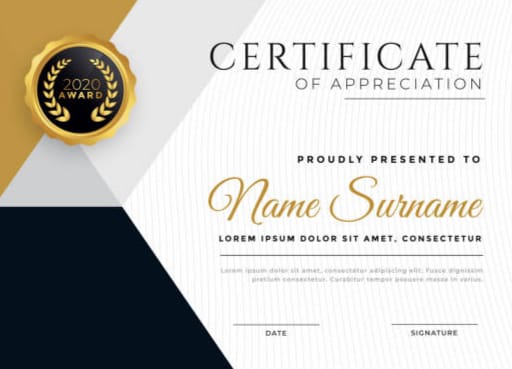 2020
AWARD
CERTIFICATE
OF APPRECIATION
PROUDLY PRESENTED TO
Name Surname
LOREM IPSUM DOLOR SIT AMET, CONSECTETUR
Lorem ipsum dolor sit amet, consectetur adipiscing elit; Etusce dignissim
pretium consectetur. Curabitur tempor posuere massa in varius.
DATE
SIGNATURE